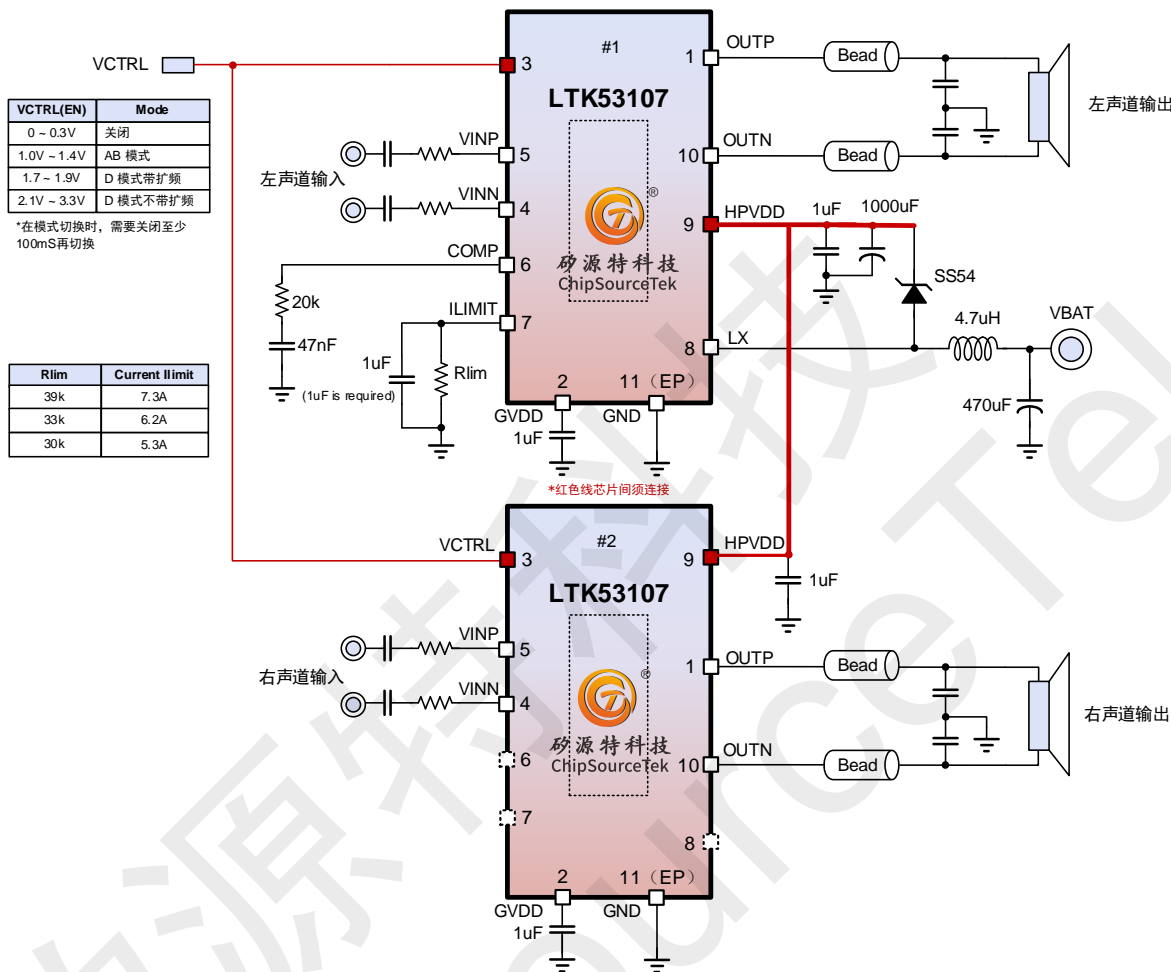 VCTRL
VCTRL(EN) Mode
0 ~ 0.3V 关闭
1.0V ~ 1.4V AB 模式
1.7 ~ 1.9V D 模式带扩频
2.1V ~ 3.3V D 模式不带扩频
*在模式切换时，需要关闭至少
100mS再切换
Rlim Current Ilimit
39k 7.3A
33k 6.2A
30k 5.3A
#1
LTK53107
3
左声道输入
VINP
5
VINN
4
COMP
6
20k
47nF
ILIMIT
7
1uF
(1uF is required)
Rlim
2
GVDD
1uF
11（EP）
GND
®
矽源特科技
ChipSourceTek
1
OUTP
Bead
10
OUTN
Bead
左声道输出
9
HPVDD
1uF
1000uF
SS54
8
LX
4.7uH
VBAT
470uF
*红色线芯片间须连接
#2
LTK53107
VCTRL
3
右声道输入
VINP
5
VINN
4
6
7
2
GVDD
1uF
11（EP）
GND
®
矽源特科技
ChipSourceTek
9
HPVDD
1uF
1
OUTP
Bead
10
OUTN
Bead
右声道输出
8
源特科技
ource Te